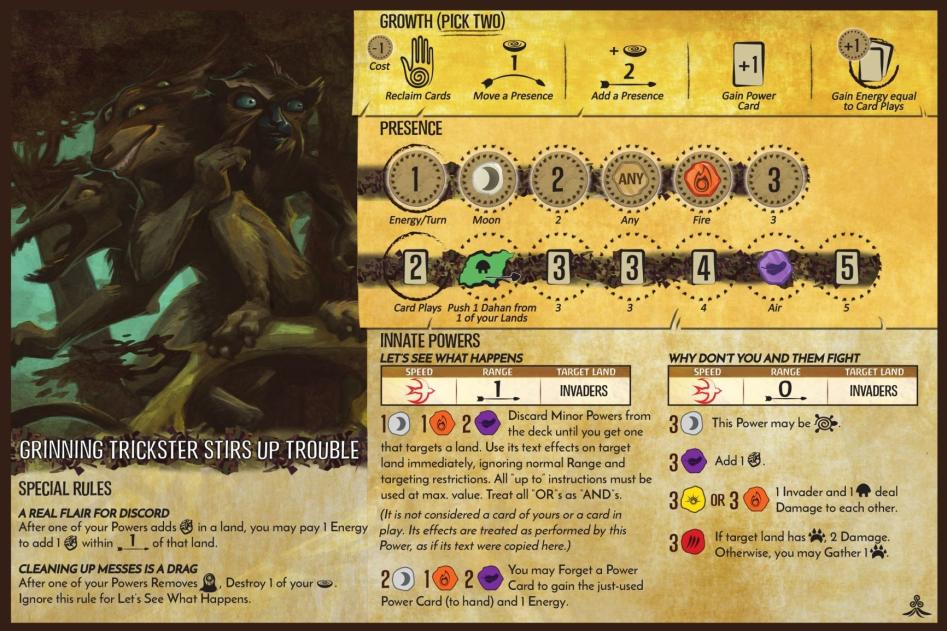 GROWTH (PICK TWO)
-1
Cost
Reclaim Cards
1
Move a Presence
+
2
Add a Presence
+1
Gain Power
Card
+1
Gain Energy equal
to Card Plays
PRESENCE
1
2
ANY
3
Energy/Turn
Moon
2
Any
Fire
3
2
3
3
4
5
Card Plays
Push 1 Dahan from
1 of your Lands
3
3
4
Air
5
GRINNING TRICKSTER STIRS UP TROUBLE
SPECIAL RULES
A REAL FLAIR FOR DISCORD
After one of your Powers adds in a land, you may pay 1 Energy
to add 1 within 1 of that land.
CLEANING UP MESSES IS A DRAG
After one of your Powers Removes , Destroy 1 of your .
Ignore this rule for Let's See What Happens.
INNATE POWERS
LET'S SEE WHAT HAPPENS
SPEED RANGE TARGET LAND
1 INVADERS
1 1 2 Discard Minor Powers from
the deck until you get one
that targets a land. Use its text effects on target
land immediately, ignoring normal Range and
targeting restrictions. All "up to" instructions must be
used at max. value. Treat all "OR"s as "AND"s.
(It is not considered a card of yours or a card in
play. Its effects are treated as performed by this
Power, as if its text were copied here.)
2 1 2 You may Forget a Power
Card to gain the just-used
Power Card (to hand) and 1 Energy.
WHY DON'T YOU AND THEM FIGHT
SPEED RANGE TARGET LAND
0 INVADERS
3 This Power may be .
3 Add 1 .
3 OR 3 1 Invader and 1 deal
Damage to each other.
3 If target land has , 2 Damage.
Otherwise, you may Gather 1 .